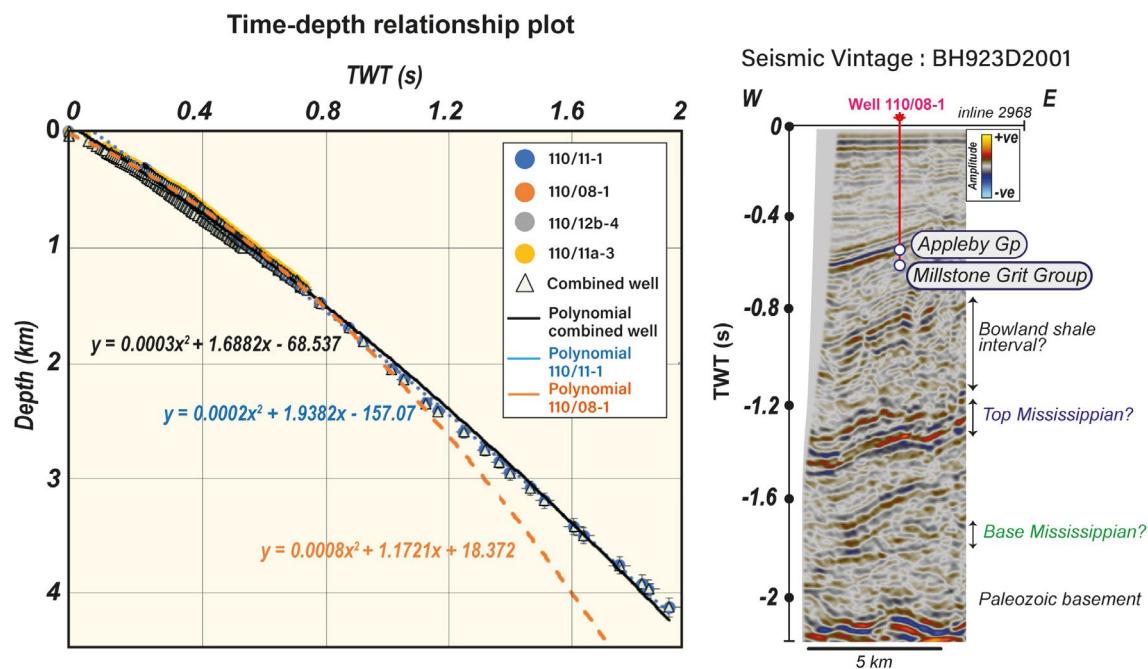 Time-depth relationship plot
TWT (s)
0 0.4 0.8 1.2 1.6 2
0
1
2
3
4
Depth (km)
110/11-1
110/08-1
110/12b-4
110/11a-3
Combined well
Polynomial
combined well
Polynomial
110/11-1
Polynomial
110/08-1
y = 0.0003x² + 1.6882x - 68.537
y = 0.0002x² + 1.9382x - 157.07
y = 0.0008x² + 1.1721x + 18.372
Seismic Vintage : BH923D2001
W
Well 110/08-1
E
inline 2968
0
-0.4
-0.8
-1.2
-1.6
-2
TWT (s)
Amplitude
+ve
-ve
Appleby Gp
Millstone Grit Group
Bowland shale
interval?
Top Mississippian?
Base Mississippian?
Paleozoic basement
5 km